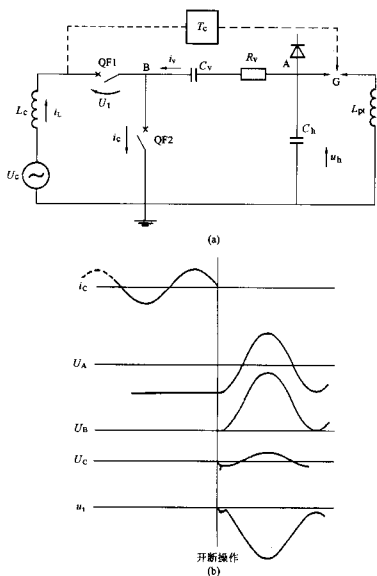 T_c
QF1
B
i_v
C_v
R_v
A
G
U_1
L_c
i_L
i_c
QF2
C_h
u_h
L_pt
U_c
(a)
i_C
U_A
U_B
U_C
u_1
开断操作
(b)